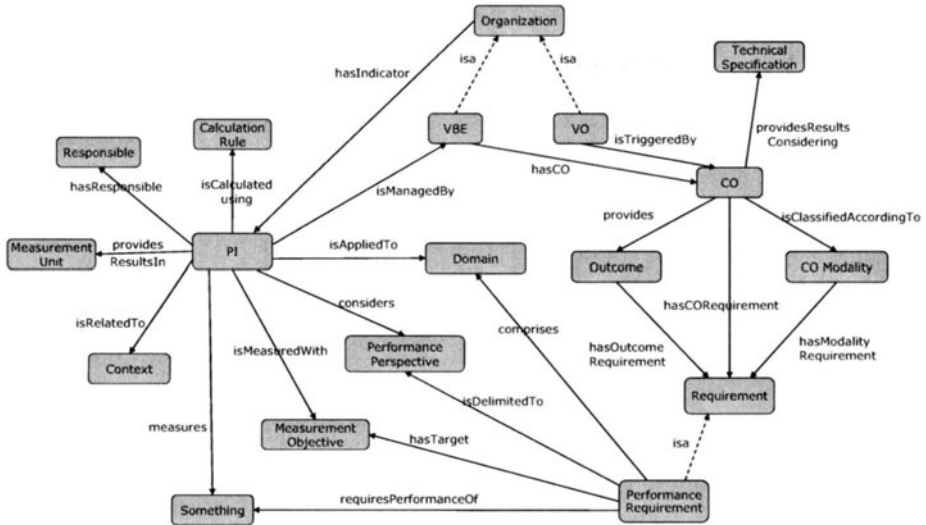 Organization
Technical
Specification
isa
isa
hasIndicator
VBE
VO
Calculation
Rule
isTriggeredBy
providesResults
Considering
Responsible
hasCO
hasResponsible
isCalculated
using
isManagedBy
CO
provides
isClassifiedAccordingTo
Measurement
Unit
provides
ResultsIn
PI
isAppliedTo
Domain
Outcome
CO Modality
considers
hasCORequirement
isRelatedTo
comprises
Performance
Perspective
isMeasuredWith
hasOutcome
Requirement
hasModality
Requirement
Context
Requirement
isDelimitedTo
measures
Measurement
Objective
hasTarget
isa
requiresPerformanceOf
Something
Performance
Requirement